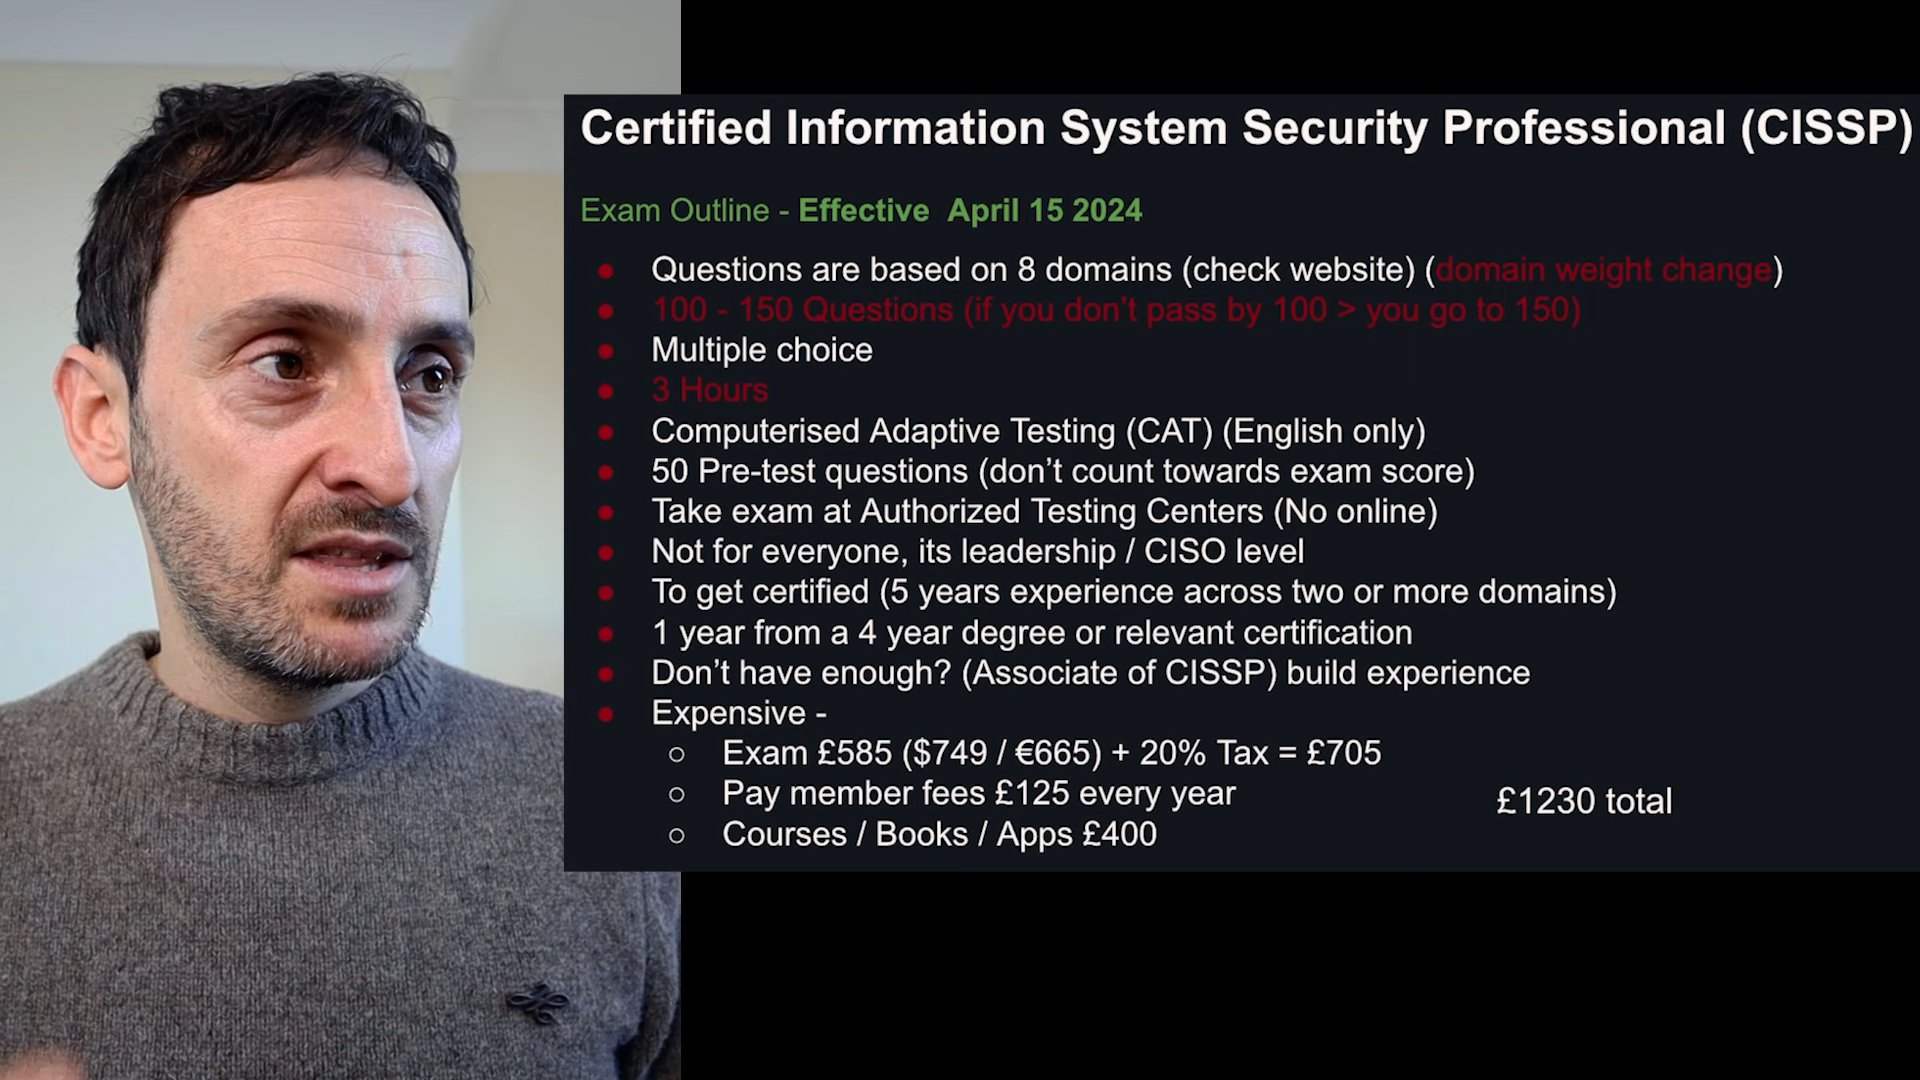 Certified Information System Security Professional (CISSP)
Exam Outline - Effective April 15 2024
● Questions are based on 8 domains (check website) (domain weight change)
● 100 - 150 Questions (if you don't pass by 100 > you go to 150)
● Multiple choice
● 3 Hours
● Computerised Adaptive Testing (CAT) (English only)
● 50 Pre-test questions (don't count towards exam score)
● Take exam at Authorized Testing Centers (No online)
● Not for everyone, its leadership / CISO level
● To get certified (5 years experience across two or more domains)
● 1 year from a 4 year degree or relevant certification
● Don't have enough? (Associate of CISSP) build experience
● Expensive -
○ Exam £585 ($749 / €665) + 20% Tax = £705
○ Pay member fees £125 every year
£1230 total
○ Courses / Books / Apps £400